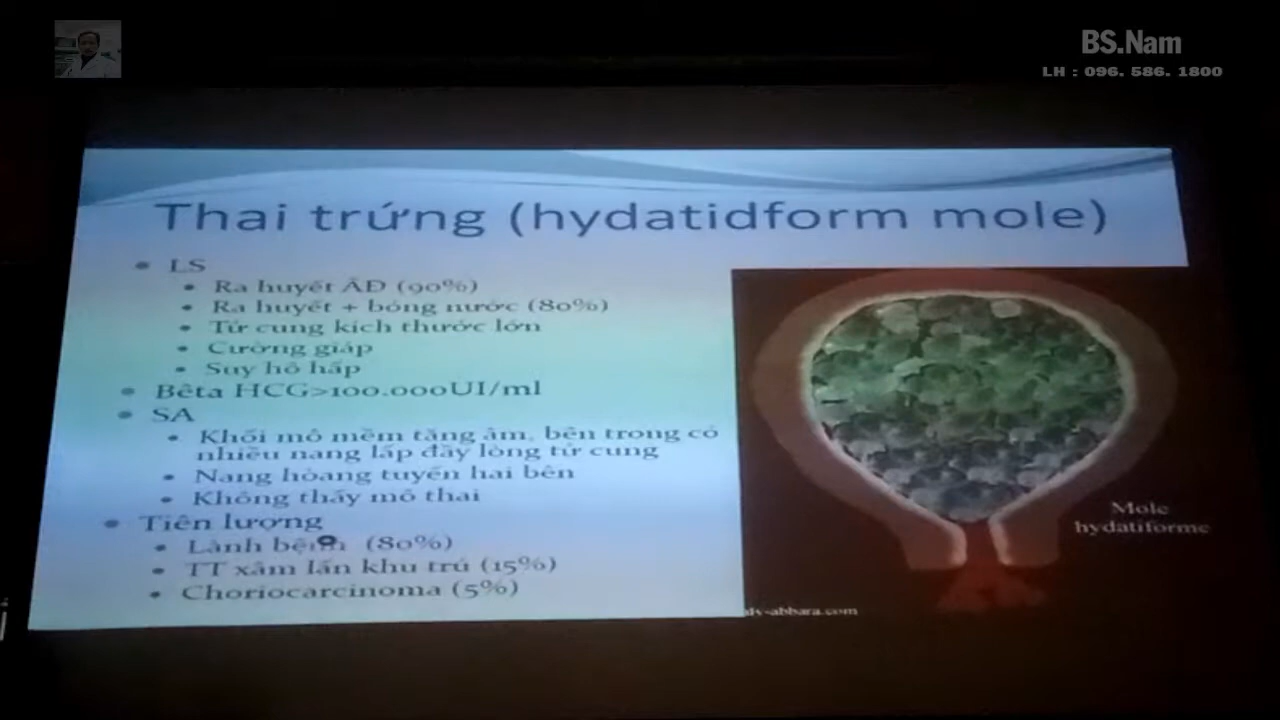 BS.Nam
LH : 096. 586. 1800
Thai trứng (hydatidform mole)
• LS
• Ra huyết ÂĐ (90%)
• Ra huyết + bóng nước (80%)
• Tử cung kích thước lớn
• Cường giáp
• Suy hô hấp
• Bêta HCG>100.000UI/ml
• SA
• Khối mô mềm tăng âm, bên trong có
nhiều nang lấp đầy lòng tử cung
• Nang hoàng tuyến hai bên
• Không thấy mô thai
• Tiên lượng
• Lành bệnh (80%)
• TT xâm lấn khu trú (15%)
• Choriocarcinoma (5%)
Mole
hydatiforme